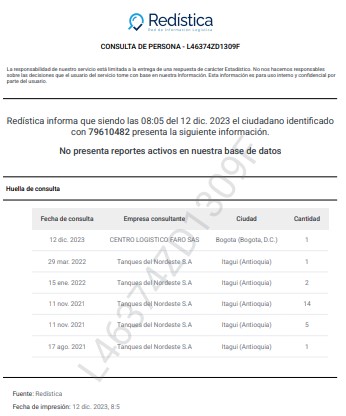 Redística
Red de Información Logística
CONSULTA DE PERSONA - L46374ZD1309F
La responsabilidad de nuestro servicio está limitada a la entrega de una respuesta de carácter Estadístico. No nos hacemos responsables
sobre las decisiones que el usuario del servicio tome con base en nuestra información. Esta información es para uso interno y confidencial por
parte del usuario.
Redística informa que siendo las 08:05 del 12 dic. 2023 el ciudadano identificado
con 79610482 presenta la siguiente información.
No presenta reportes activos en nuestra base de datos
Huella de consulta
Fecha de consulta Empresa consultante Ciudad Cantidad
12 dic. 2023 CENTRO LOGISTICO FARO SAS Bogota (Bogota, D.C.) 1
29 mar. 2022 Tanques del Nordeste S.A Itagui (Antioquia) 1
15 ene. 2022 Tanques del Nordeste S.A Itagui (Antioquia) 2
11 nov. 2021 Tanques del Nordeste S.A Itagui (Antioquia) 14
11 nov. 2021 Tanques del Nordeste S.A Itagui (Antioquia) 5
17 ago. 2021 Tanques del Nordeste S.A Itagui (Antioquia) 1
L46374ZD1309F
Fuente: Redística
Fecha de impresión: 12 dic. 2023, 8:5